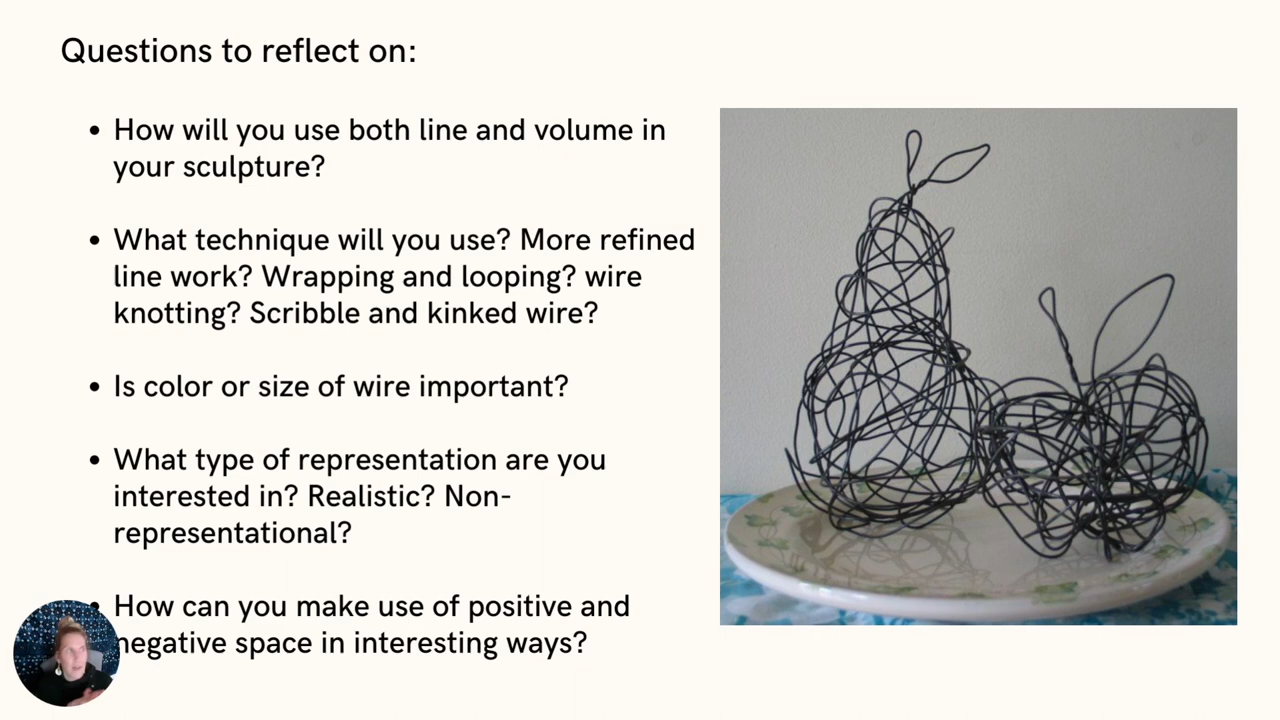 Questions to reflect on:
How will you use both line and volume in
your sculpture?
What technique will you use? More refined
line work? Wrapping and looping? wire
knotting? Scribble and kinked wire?
Is color or size of wire important?
What type of representation are you
interested in? Realistic? Non-
representational?
How can you make use of positive and
negative space in interesting ways?